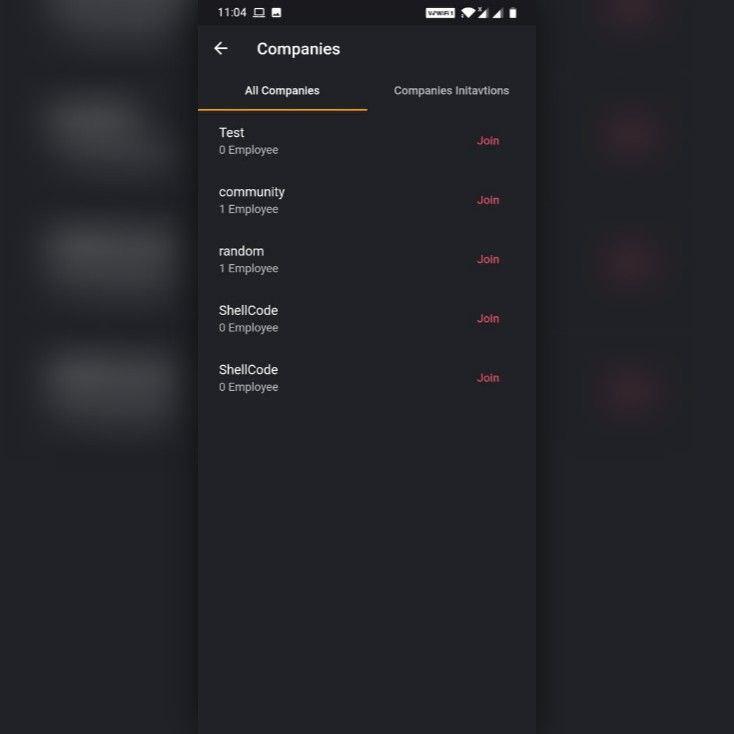 11:04 VoWiFi1
Companies
All Companies Companies Initavtions
Test
0 Employee Join
community
1 Employee Join
random
1 Employee Join
ShellCode
0 Employee Join
ShellCode
0 Employee Join